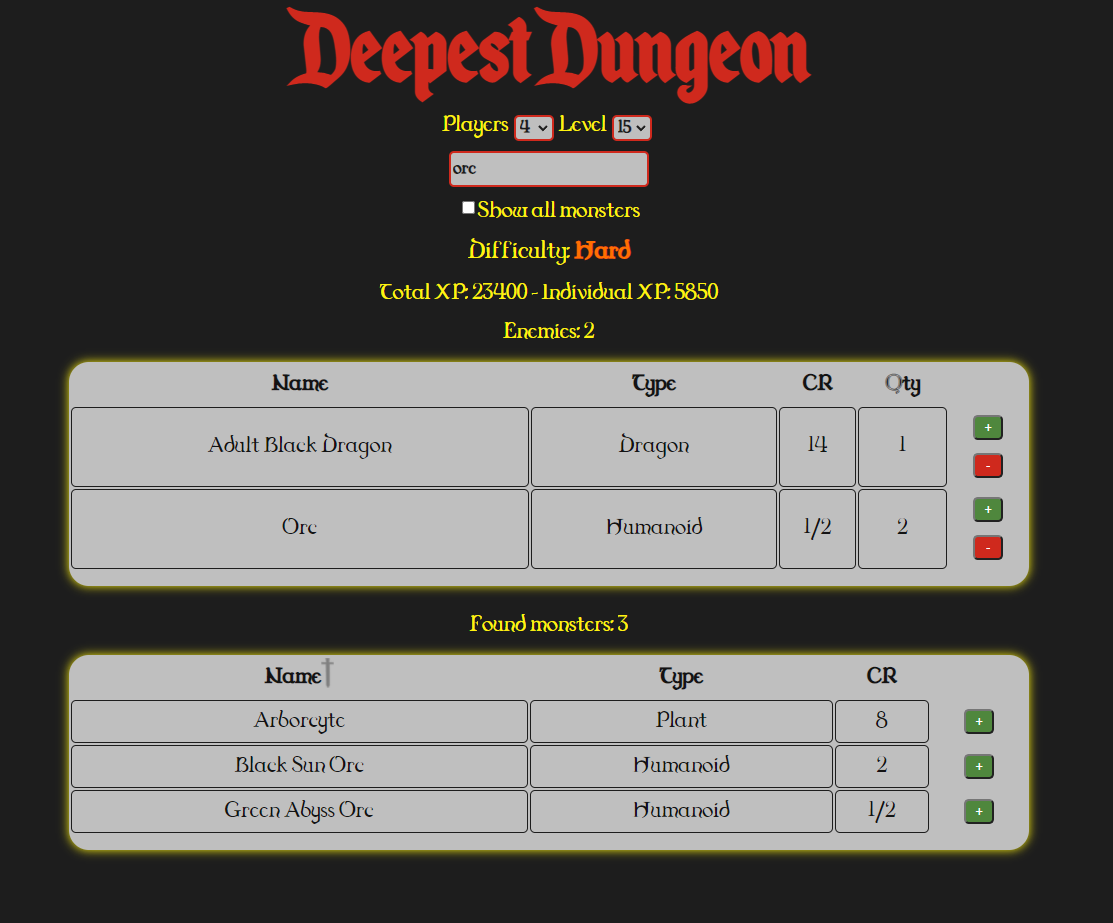 Deepest Dungeon
Players 4 Level 15
orc
Show all monsters
Difficulty: Hard
Total XP: 23400 - Individual XP: 5850
Enemies: 2
Name Type CR Qty
Adult Black Dragon Dragon 14 1 + -
Orc Humanoid 1/2 2 + -
Found monsters: 3
Name Type CR
Arborcyte Plant 8 +
Black Sun Orc Humanoid 2 +
Green Abyss Orc Humanoid 1/2 +